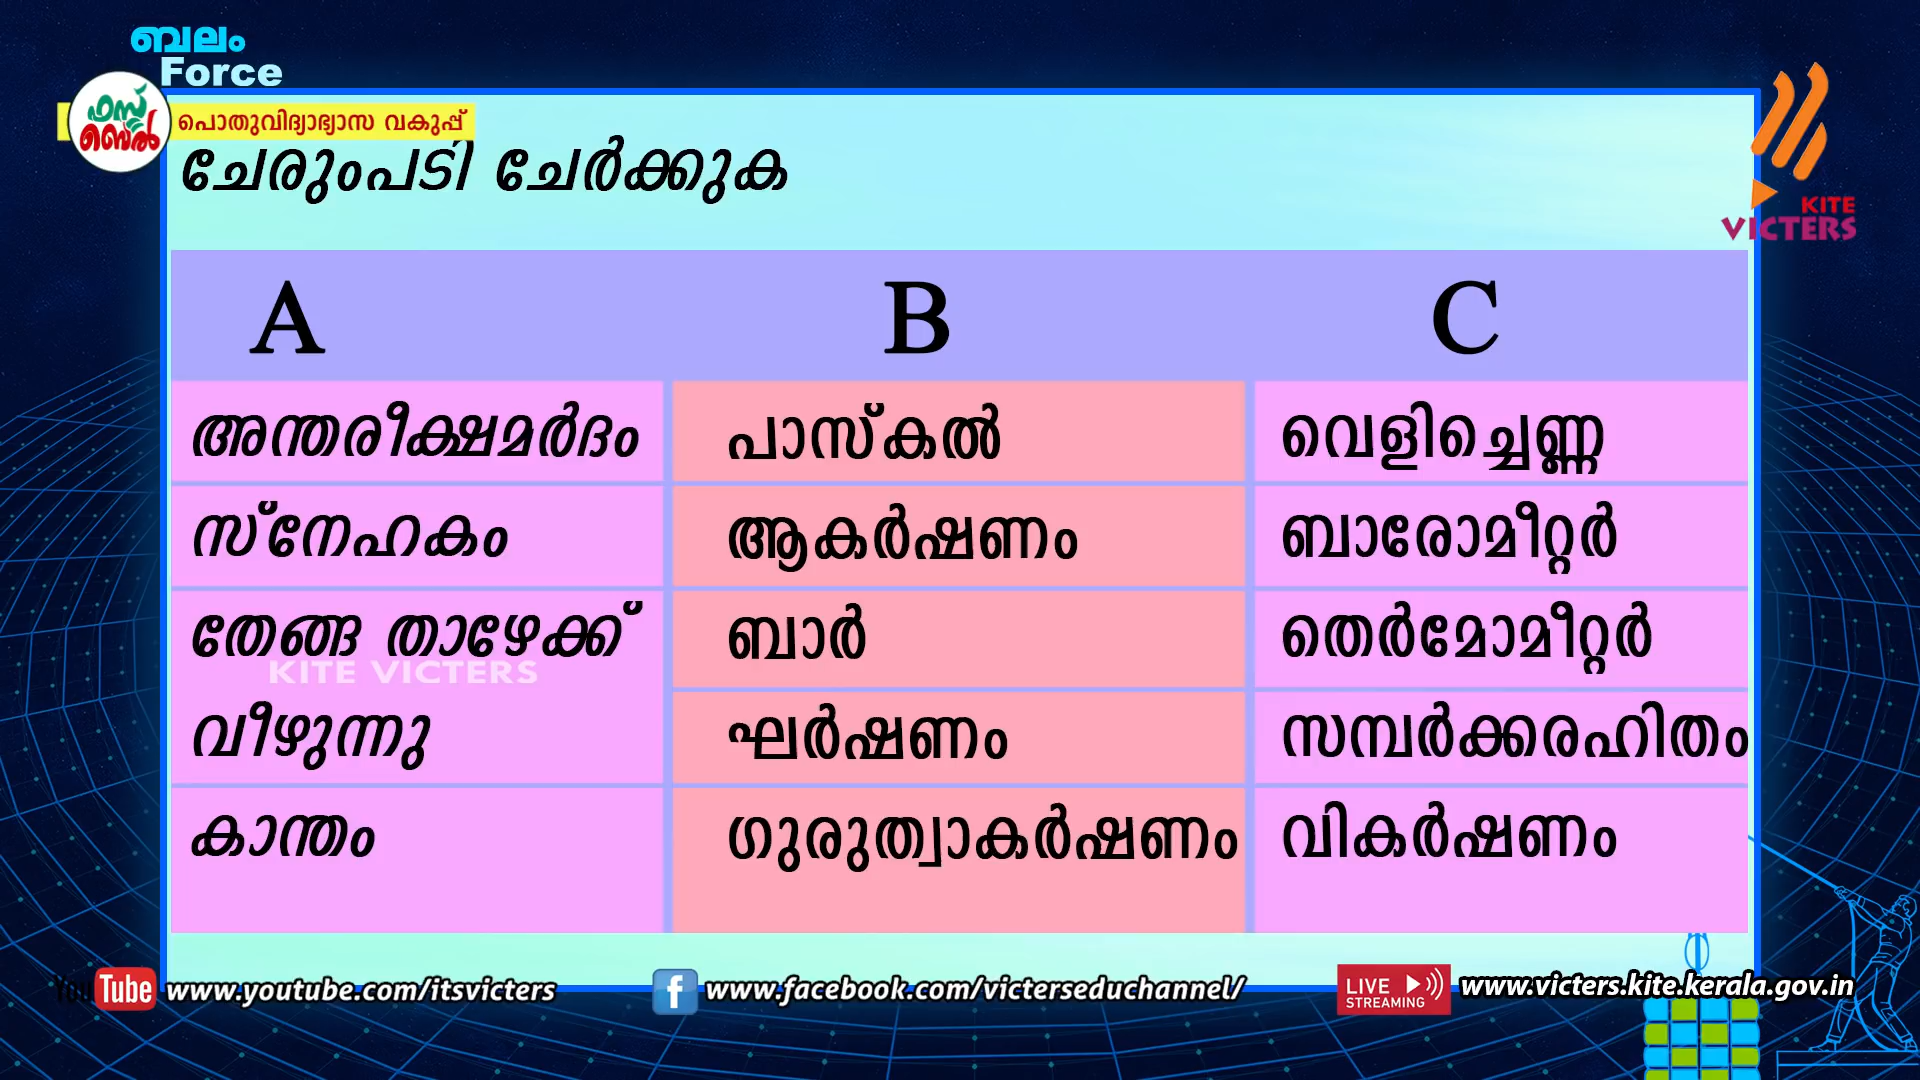 ബലം
Force
ഫസ്റ്റ്
ബെൽ
പൊതുവിദ്യാഭ്യാസ വകുപ്പ്
ചേരുംപടി ചേർക്കുക
KITE
VICTERS
A B C
അന്തരീക്ഷമർദം പാസ്കൽ വെളിച്ചെണ്ണ
സ്നേഹകം ആകർഷണം ബാരോമീറ്റർ
തേങ്ങ താഴേക്ക് ബാർ തെർമോമീറ്റർ
KITE VICTERS
വീഴുന്നു ഘർഷണം സമ്പർക്കരഹിതം
കാന്തം ഗുരുത്വാകർഷണം വികർഷണം
YouTube www.youtube.com/itsvicters
f www.facebook.com/victerseduchannel/
LIVE STREAMING www.victers.kite.kerala.gov.in